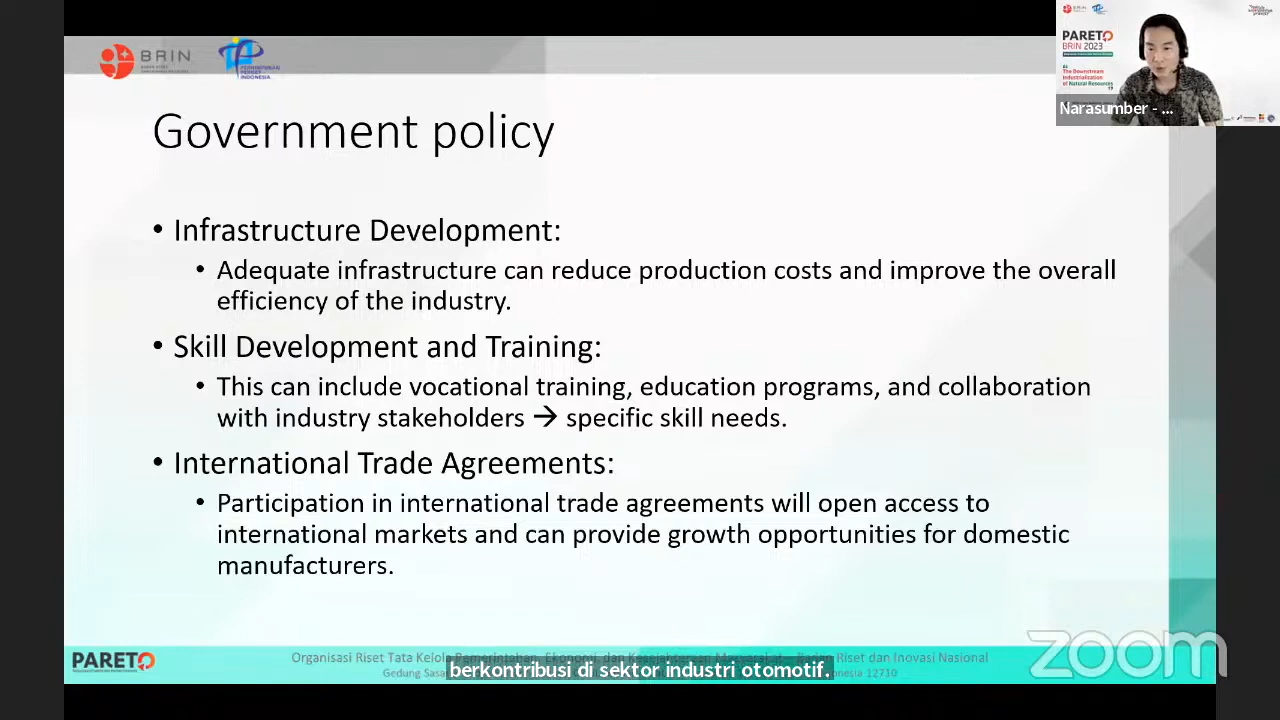 BRIN
PERHIMPUNAN
PERIKET
INDONESIA
PARETO
BRIN 2023
The Downstream
Industrialization
of Natural Resources
Narasumber - ...
Government policy
• Infrastructure Development:
• Adequate infrastructure can reduce production costs and improve the overall
efficiency of the industry.
• Skill Development and Training:
• This can include vocational training, education programs, and collaboration
with industry stakeholders → specific skill needs.
• International Trade Agreements:
• Participation in international trade agreements will open access to
international markets and can provide growth opportunities for domestic
manufacturers.
PARETO
Organisasi Riset Tata Kelola Pemerintahan, Ekonomi, dan Kesejahteraan Masyarakat – Badan Riset dan Inovasi Nasional
Gedung Sasa
12710
berkontribusi di sektor industri otomotif.
zoom